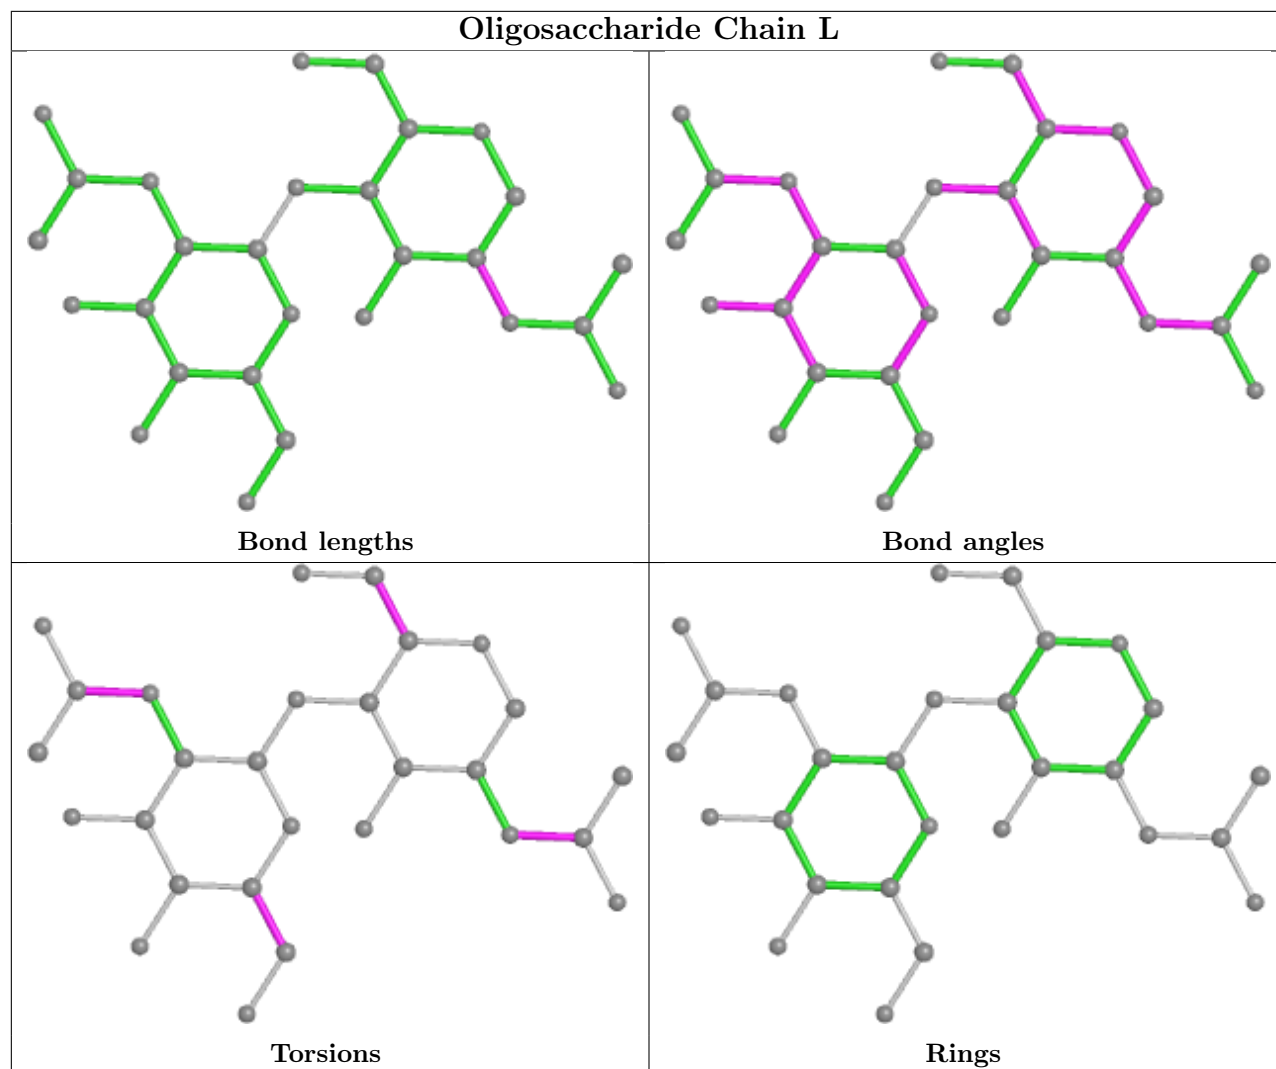 Oligosaccharide Chain L
Bond lengths
Bond angles
Torsions
Rings